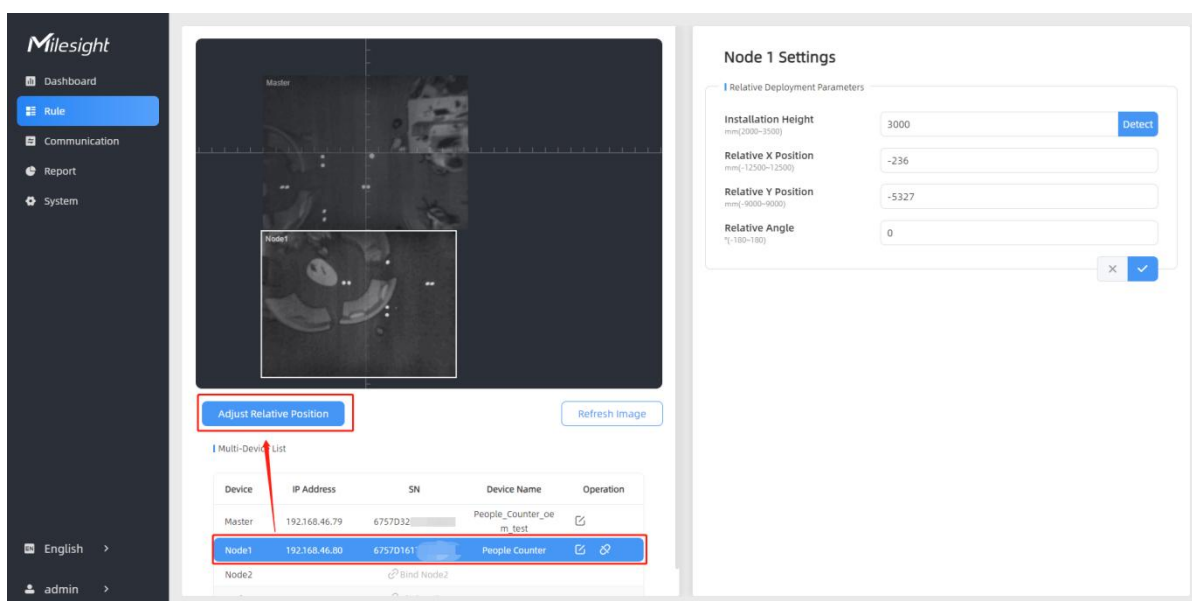 Milesight
Dashboard
Rule
Communication
Report
System
EN English >
admin >
Master
Node1
Adjust Relative Position
Refresh Image
Multi-Device List
Device IP Address SN Device Name Operation
Master 192.168.46.79 6757D32 People_Counter_oe
m_test
Node1 192.168.46.80 6757D161 People Counter
Node2 Bind Node2
Node 1 Settings
Relative Deployment Parameters
Installation Height 3000 Detect
mm(2000~3500)
Relative X Position -236
mm(-12500~12500)
Relative Y Position -5327
mm(-9000~9000)
Relative Angle 0
°(-180~180)